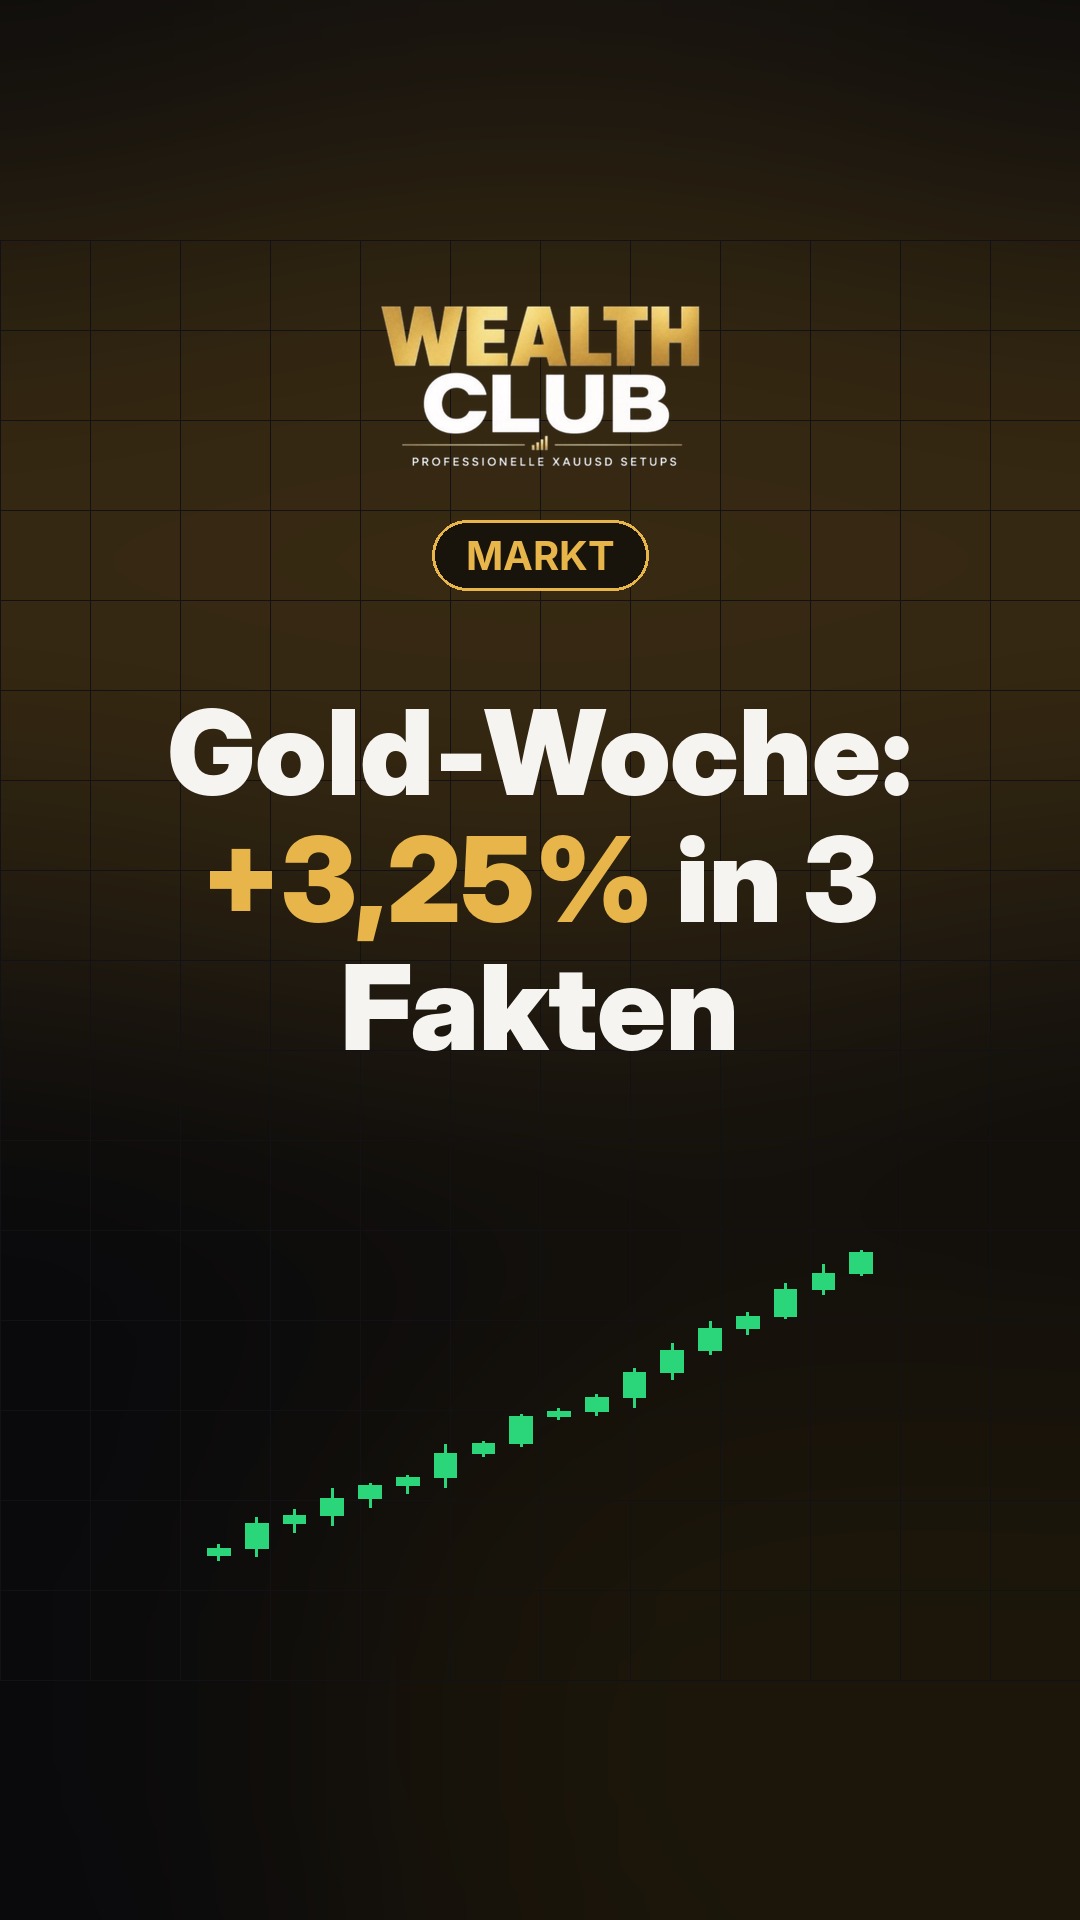 WEALTH
CLUB
PROFESSIONELLE XAUUSD SETUPS
MARKT
Gold-Woche:
+3,25% in 3
Fakten